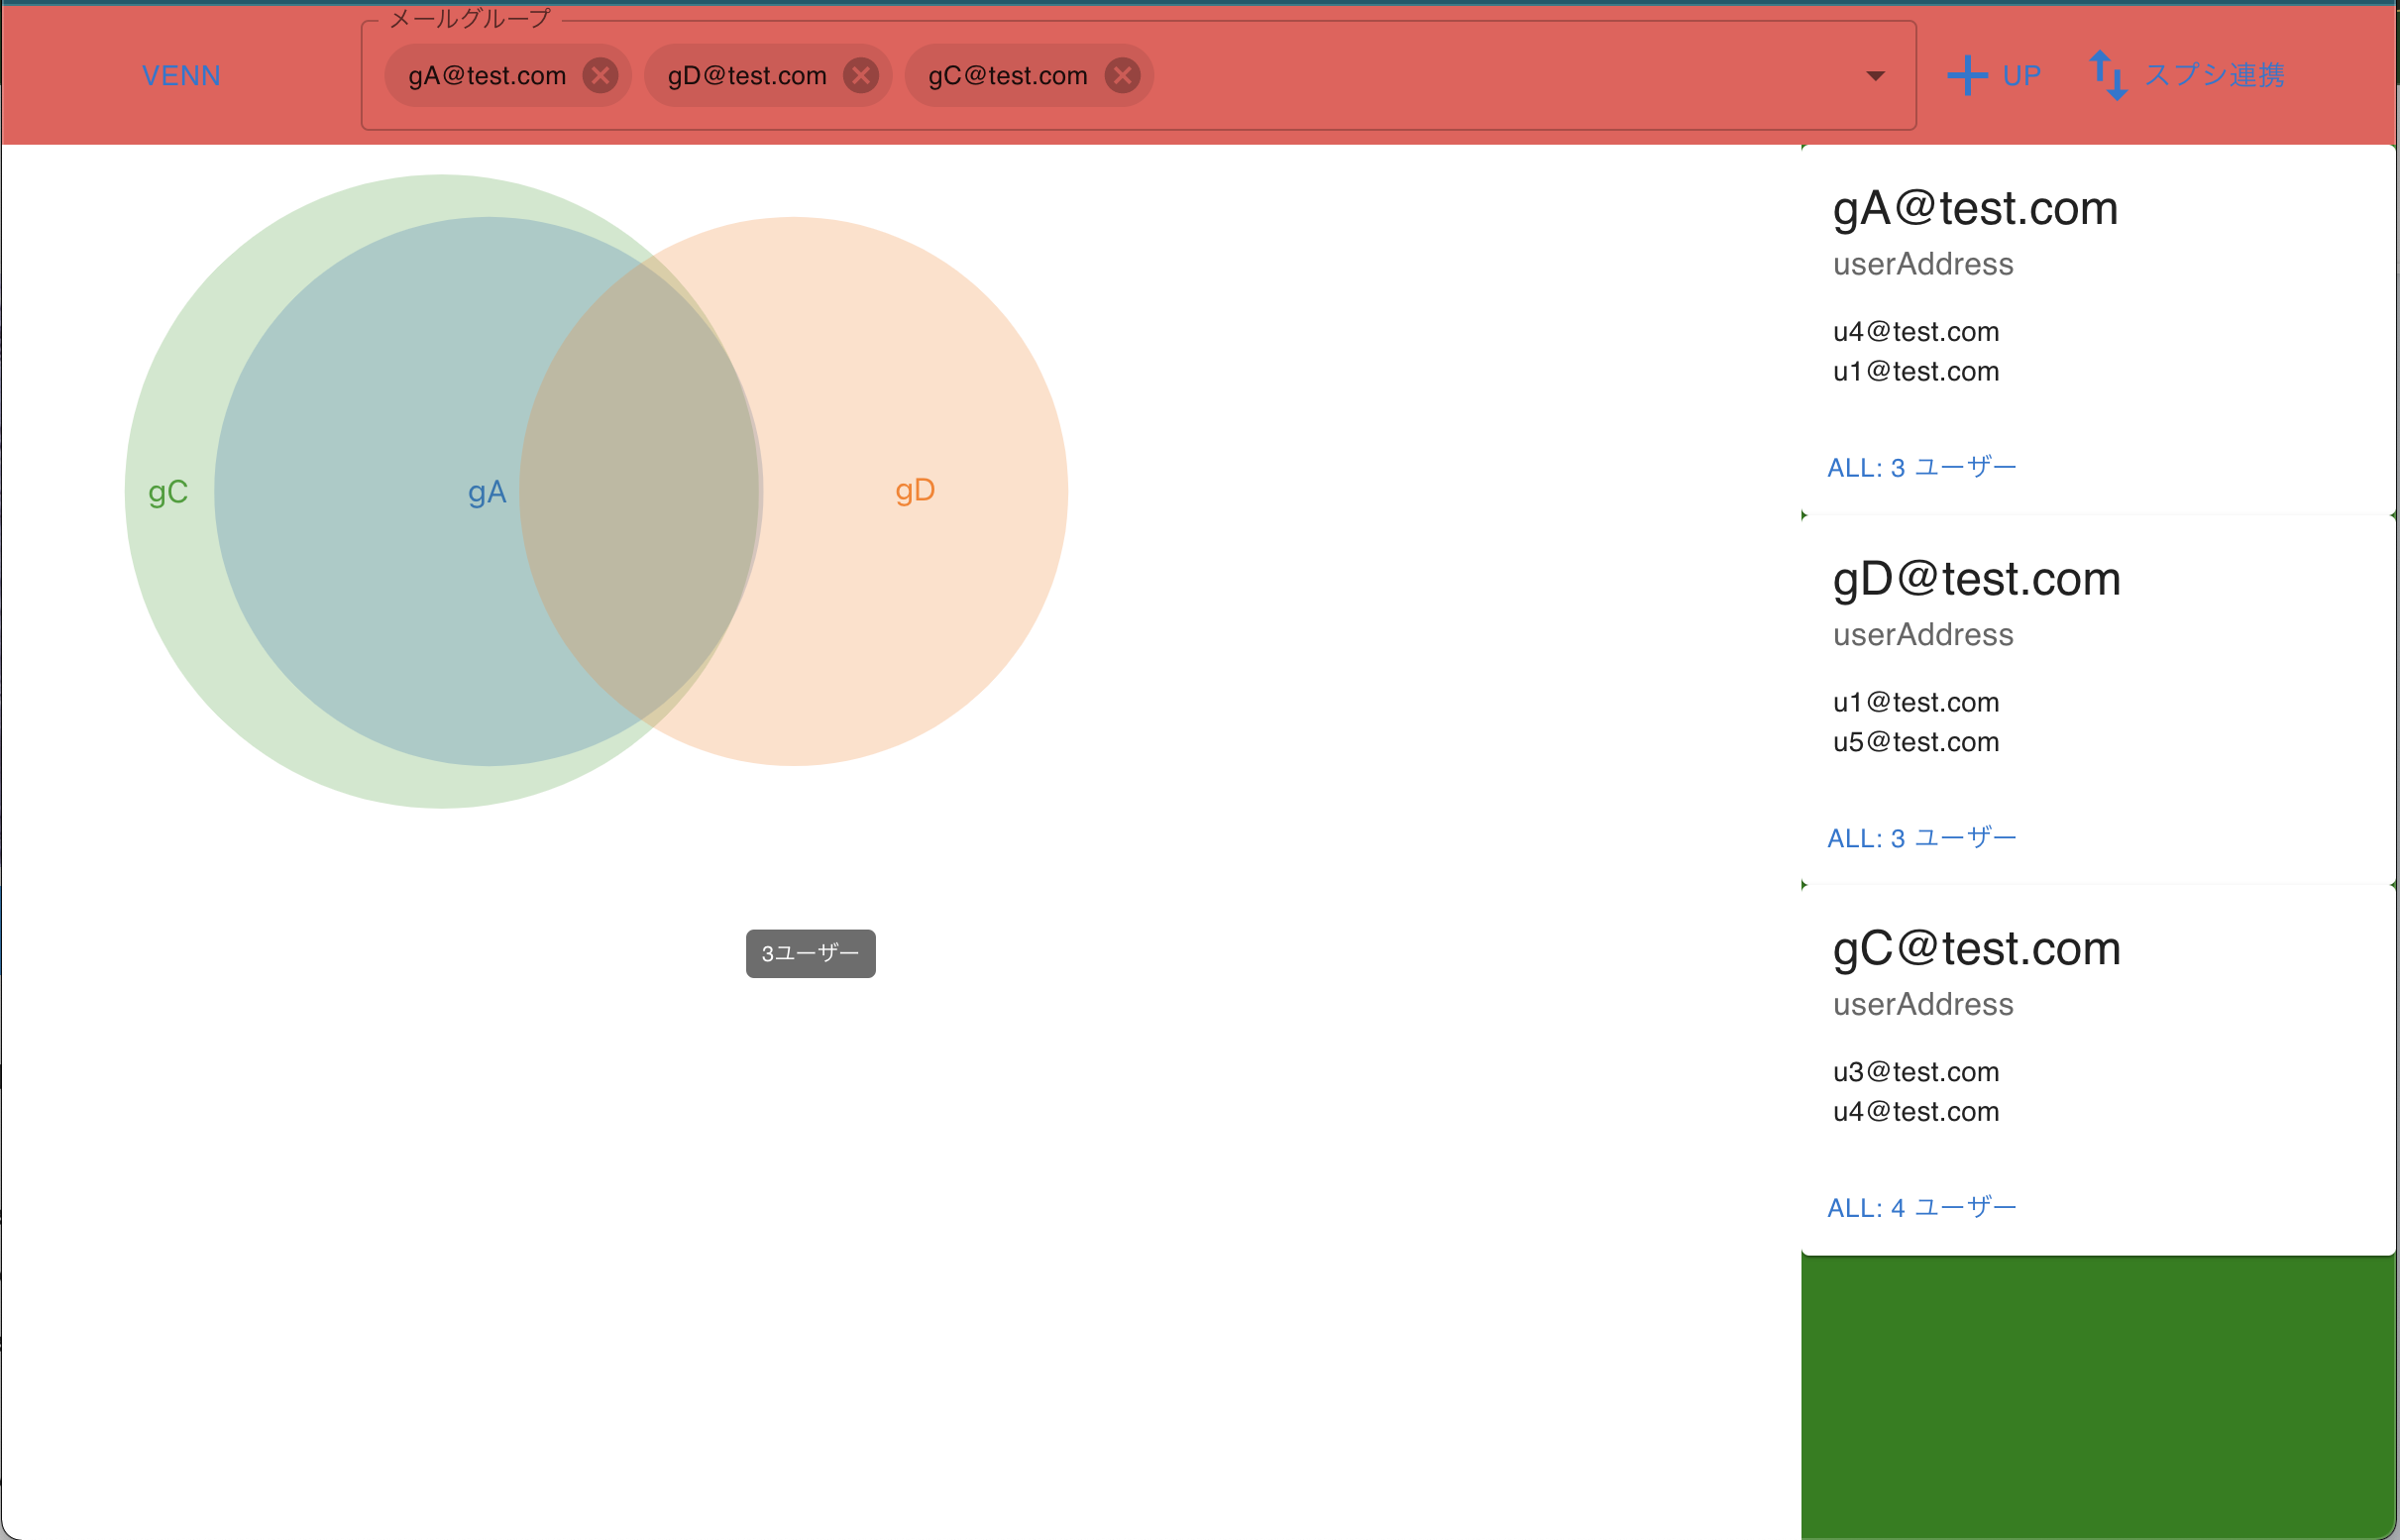 メールグループ
VENN
gA@test.com
gD@test.com
gC@test.com
UP
スプシ連携
gC
gA
gD
3ユーザー
gA@test.com
userAddress
u4@test.com
u1@test.com
ALL: 3 ユーザー
gD@test.com
userAddress
u1@test.com
u5@test.com
ALL: 3 ユーザー
gC@test.com
userAddress
u3@test.com
u4@test.com
ALL: 4 ユーザー